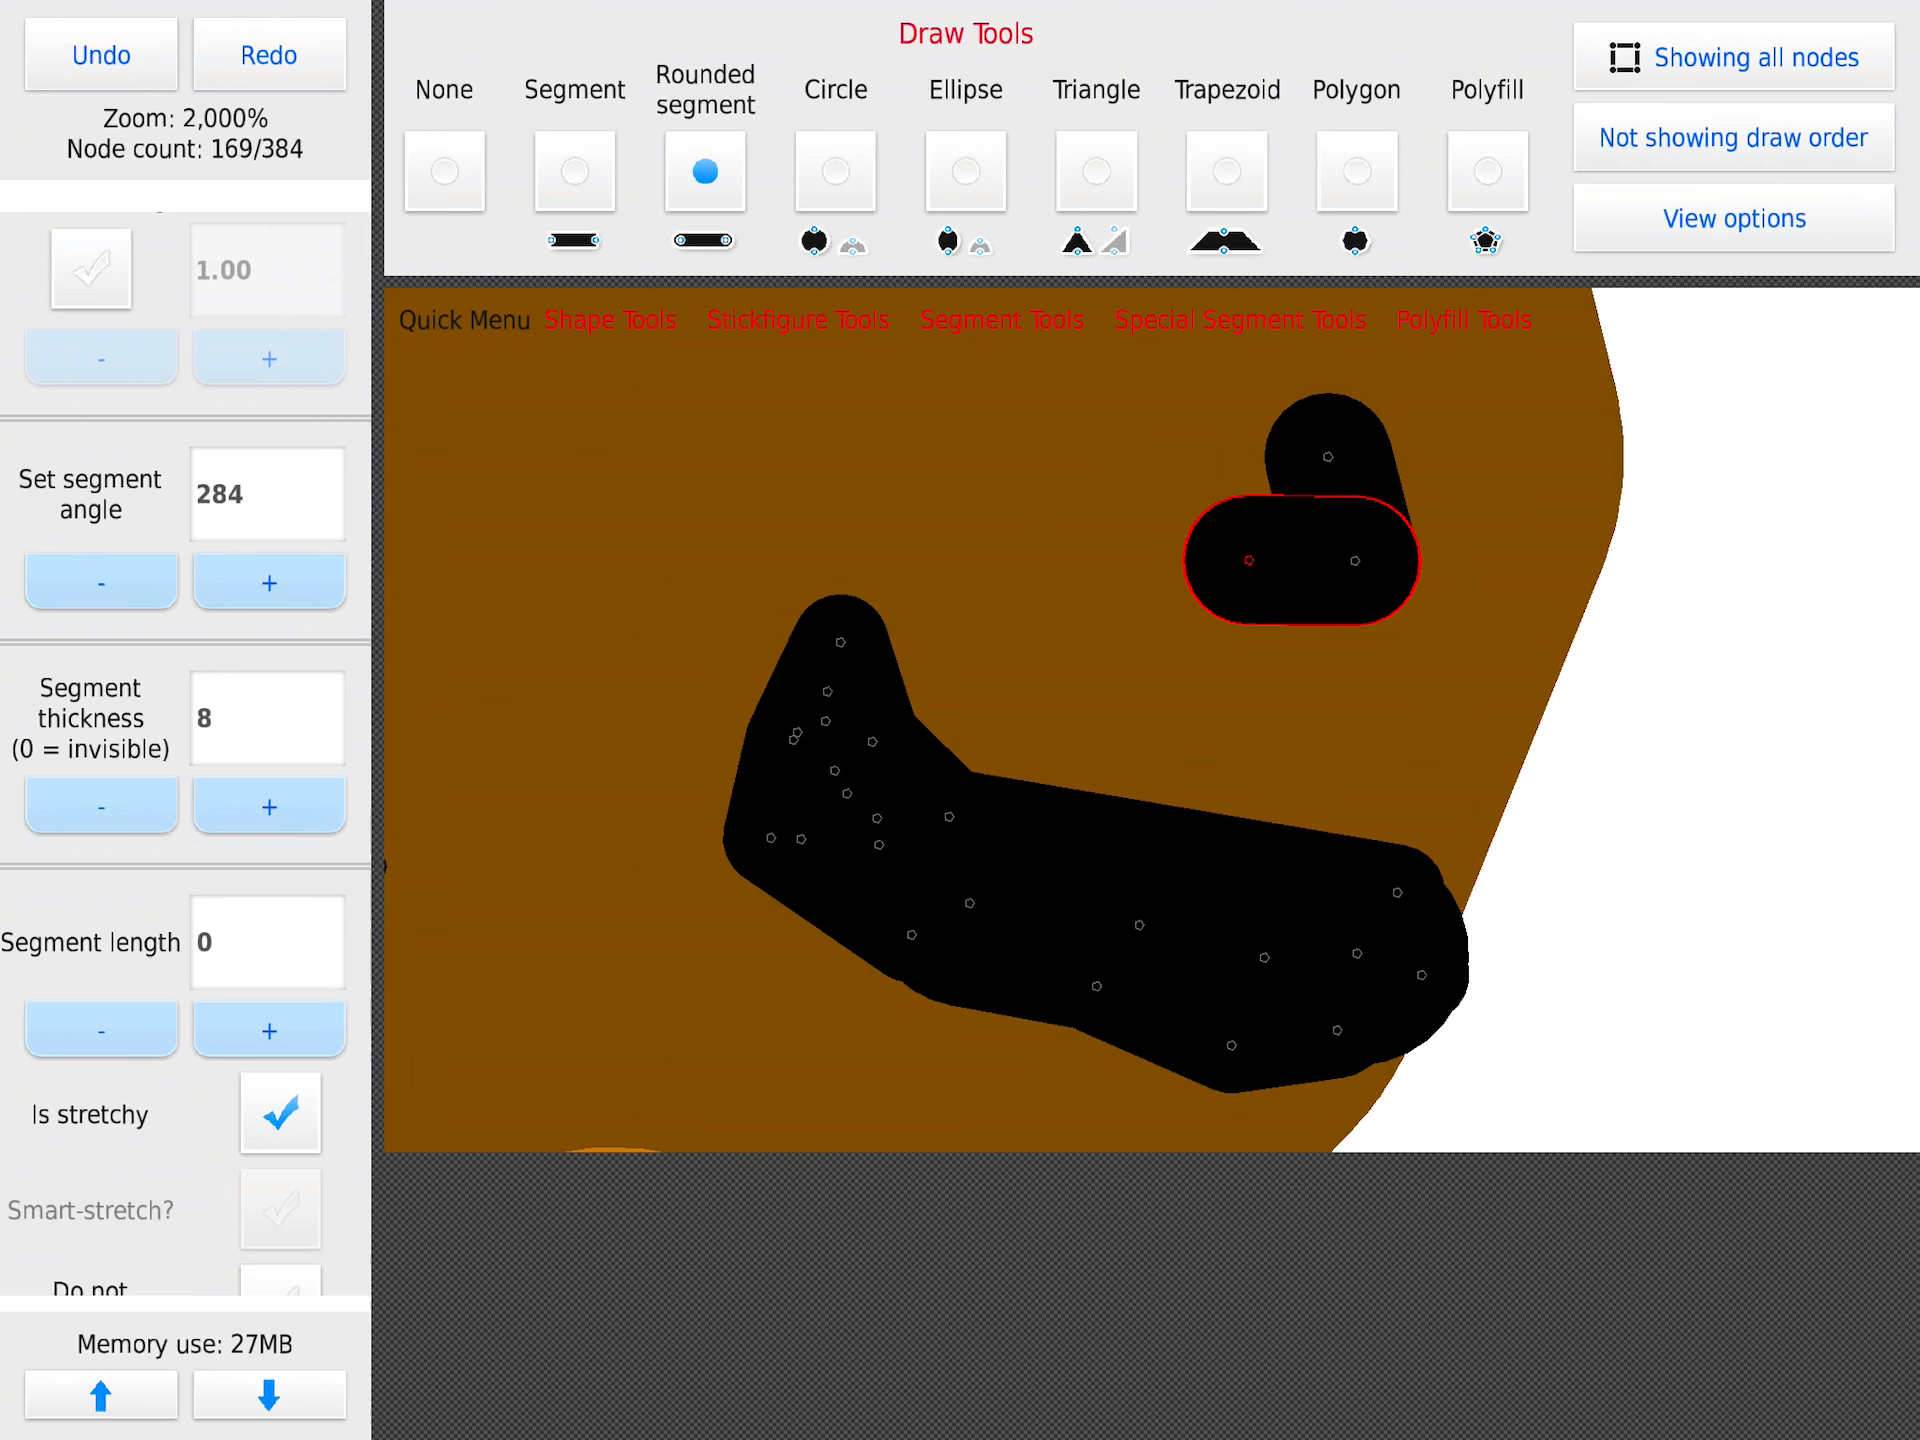 Undo
Redo
Zoom: 2,000%
Node count: 169/384
1.00
-
+
Set segment
angle
284
-
+
Segment
thickness
(0 = invisible)
8
-
+
Segment length
0
-
+
Is stretchy
Smart-stretch?
Do not
Memory use: 27MB
Draw Tools
None
Segment
Rounded
segment
Circle
Ellipse
Triangle
Trapezoid
Polygon
Polyfill
Showing all nodes
Not showing draw order
View options
Quick Menu
Shape Tools
Stickfigure Tools
Segment Tools
Special Segment Tools
Polyfill Tools